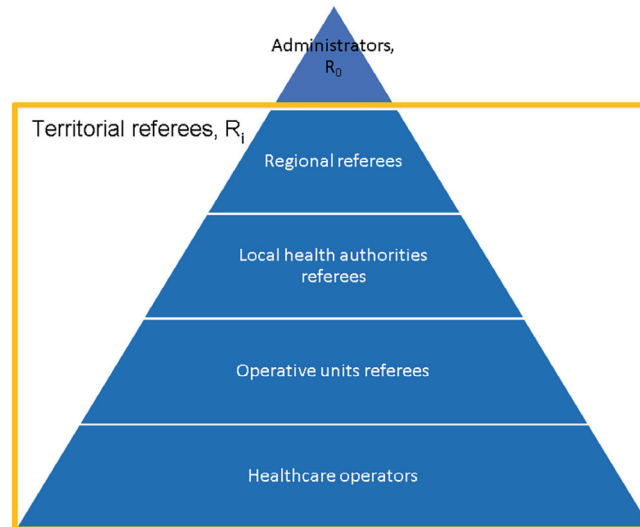 Administrators,
R0
Territorial referees, Ri
Regional referees
Local health authorities
referees
Operative units referees
Healthcare operators